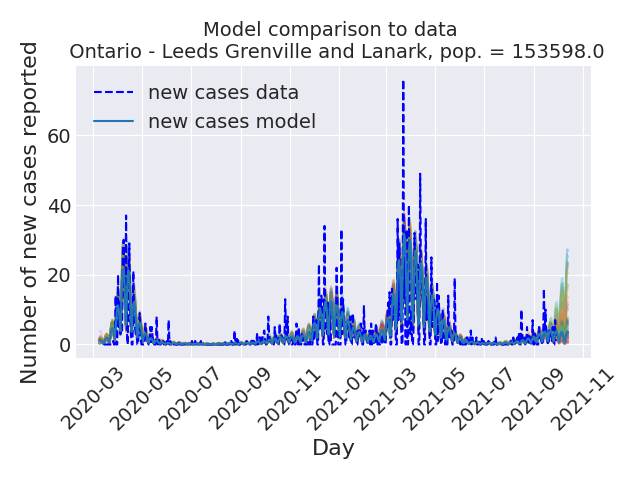 Model comparison to data
Ontario - Leeds Grenville and Lanark, pop. = 153598.0
Number of new cases reported
new cases data
new cases model
60
40
20
0
2020-03
2020-05
2020-07
2020-09
2020-11
2021-01
2021-03
2021-05
2021-07
2021-09
2021-11
Day